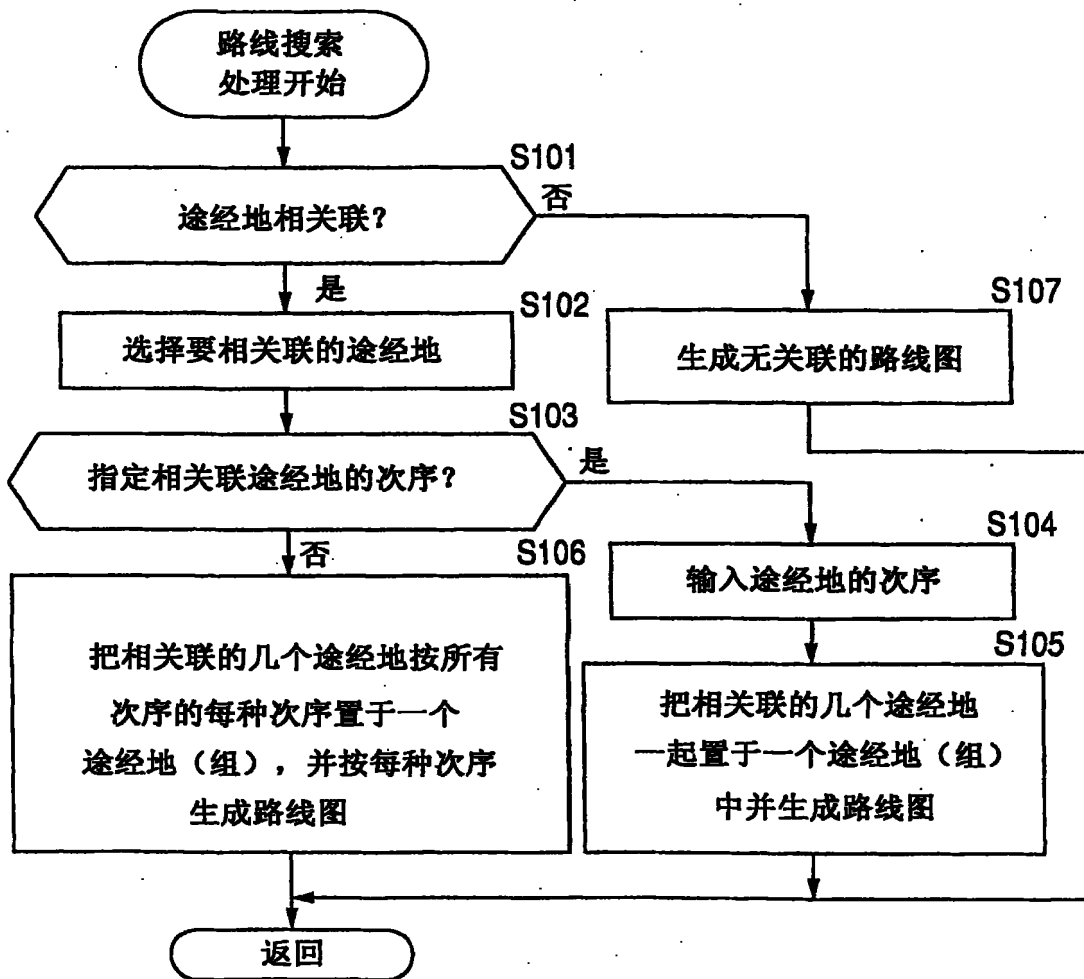 路线搜索
处理开始
S101
途经地相关联?
否
是
S102
选择要相关联的途经地
S107
生成无关联的路线图
S103
指定相关联途经地的次序?
是
否
S104
输入途经地的次序
S106
把相关联的几个途经地按所有
次序的每种次序置于一个
途经地（组），并按每种次序
生成路线图
S105
把相关联的几个途经地
一起置于一个途经地（组）
中并生成路线图
返回